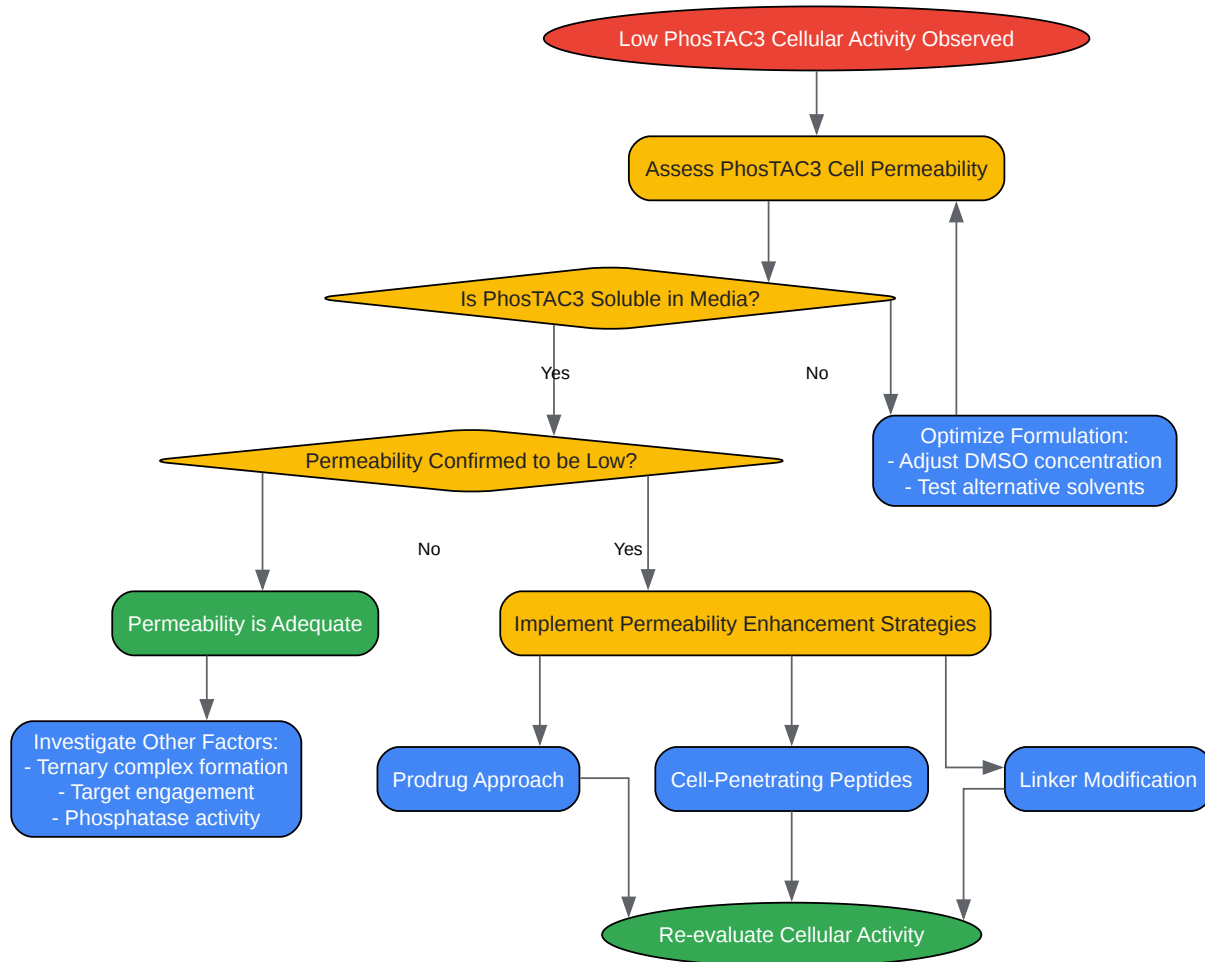 Low PhosTAC3 Cellular Activity Observed
Assess PhosTAC3 Cell Permeability
Is PhosTAC3 Soluble in Media?
Yes
No
Optimize Formulation:
- Adjust DMSO concentration
- Test alternative solvents
Permeability Confirmed to be Low?
No
Yes
Permeability is Adequate
Implement Permeability Enhancement Strategies
Investigate Other Factors:
- Ternary complex formation
- Target engagement
- Phosphatase activity
Prodrug Approach
Cell-Penetrating Peptides
Linker Modification
Re-evaluate Cellular Activity